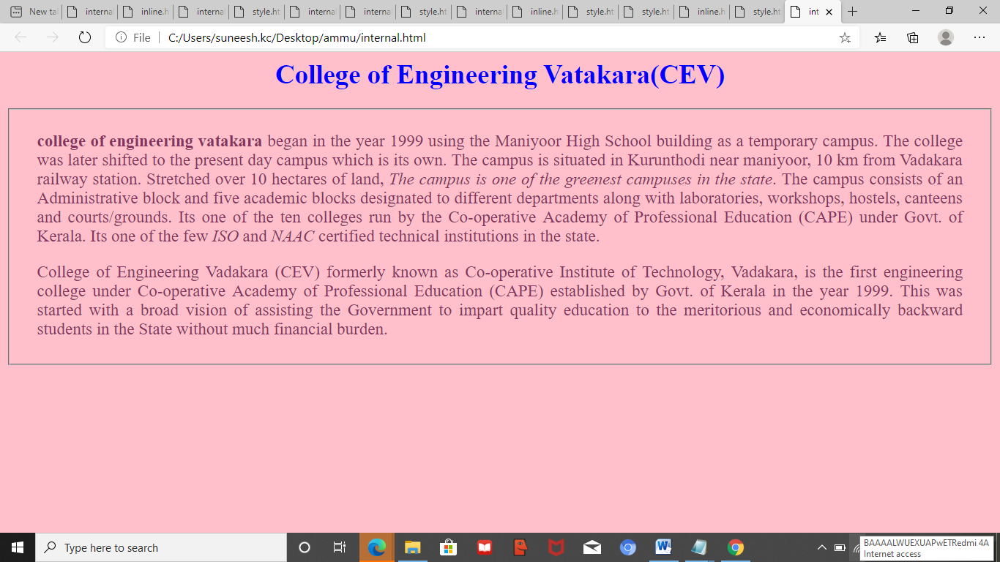 New ta
interna
inline.h
interna
style.ht
interna
interna
style.ht
interna
inline.h
style.ht
style.ht
inline.h
style.ht
int
File
C:/Users/suneesh.kc/Desktop/ammu/internal.html
College of Engineering Vatakara(CEV)
college of engineering vatakara began in the year 1999 using the Maniyoor High School building as a temporary campus. The college
was later shifted to the present day campus which is its own. The campus is situated in Kurunthodi near maniyoor, 10 km from Vadakara
railway station. Stretched over 10 hectares of land, The campus is one of the greenest campuses in the state. The campus consists of an
Administrative block and five academic blocks designated to different departments along with laboratories, workshops, hostels, canteens
and courts/grounds. Its one of the ten colleges run by the Co-operative Academy of Professional Education (CAPE) under Govt. of
Kerala. Its one of the few ISO and NAAC certified technical institutions in the state.
College of Engineering Vadakara (CEV) formerly known as Co-operative Institute of Technology, Vadakara, is the first engineering
college under Co-operative Academy of Professional Education (CAPE) established by Govt. of Kerala in the year 1999. This was
started with a broad vision of assisting the Government to impart quality education to the meritorious and economically backward
students in the State without much financial burden.
Type here to search
BAAAALWUEXUAPwETRedmi 4A
Internet access